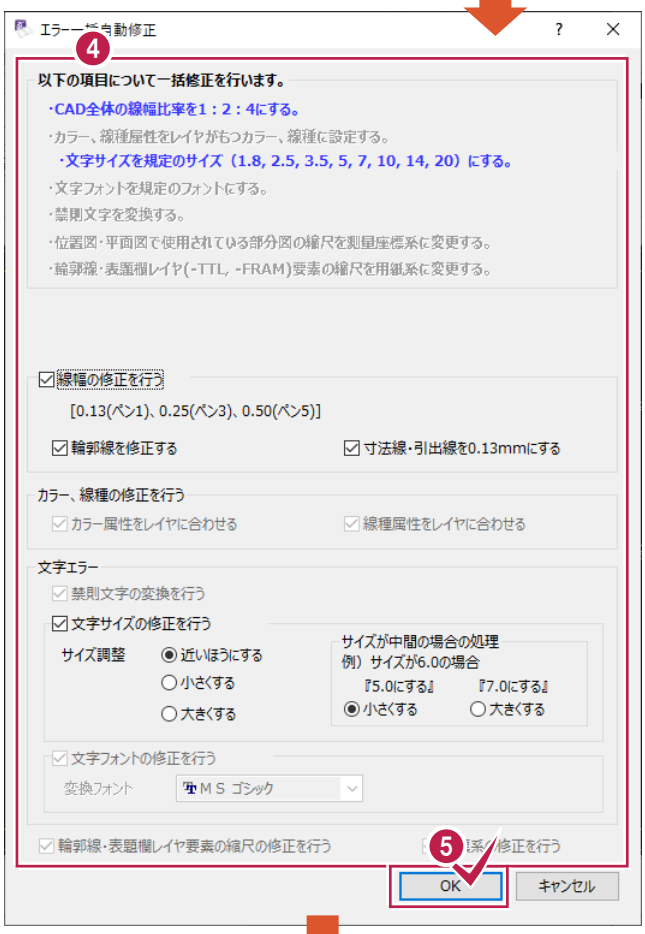 エラー一括自動修正
?
×
4
以下の項目について一括修正を行います。
・CAD全体の線幅比率を1：2：4にする。
・カラー、線種属性をレイヤがもつカラー、線種に設定する。
・文字サイズを規定のサイズ（1.8, 2.5, 3.5, 5, 7, 10, 14, 20）にする。
・文字フォントを規定のフォントにする。
・禁則文字を変換する。
・位置図・平面図で使用されている部分図の縮尺を測量座標系に変更する。
・輪郭線・表題欄レイヤ(-TTL, -FRAM)要素の縮尺を用紙系に変更する。
線幅の修正を行う
[0.13(ペン1)、0.25(ペン3)、0.50(ペン5)]
輪郭線を修正する 寸法線・引出線を0.13mmにする
カラー、線種の修正を行う
カラー属性をレイヤに合わせる 線種属性をレイヤに合わせる
文字エラー
禁則文字の変換を行う
文字サイズの修正を行う
サイズ調整 近いほうにする
小さくする
大きくする
サイズが中間の場合の処理
例）サイズが6.0の場合
『5.0にする』 『7.0にする』
小さくする 大きくする
文字フォントの修正を行う
変換フォント ＭＳ ゴシック
輪郭線・表題欄レイヤ要素の縮尺の修正を行う 系の修正を行う
5
OK キャンセル